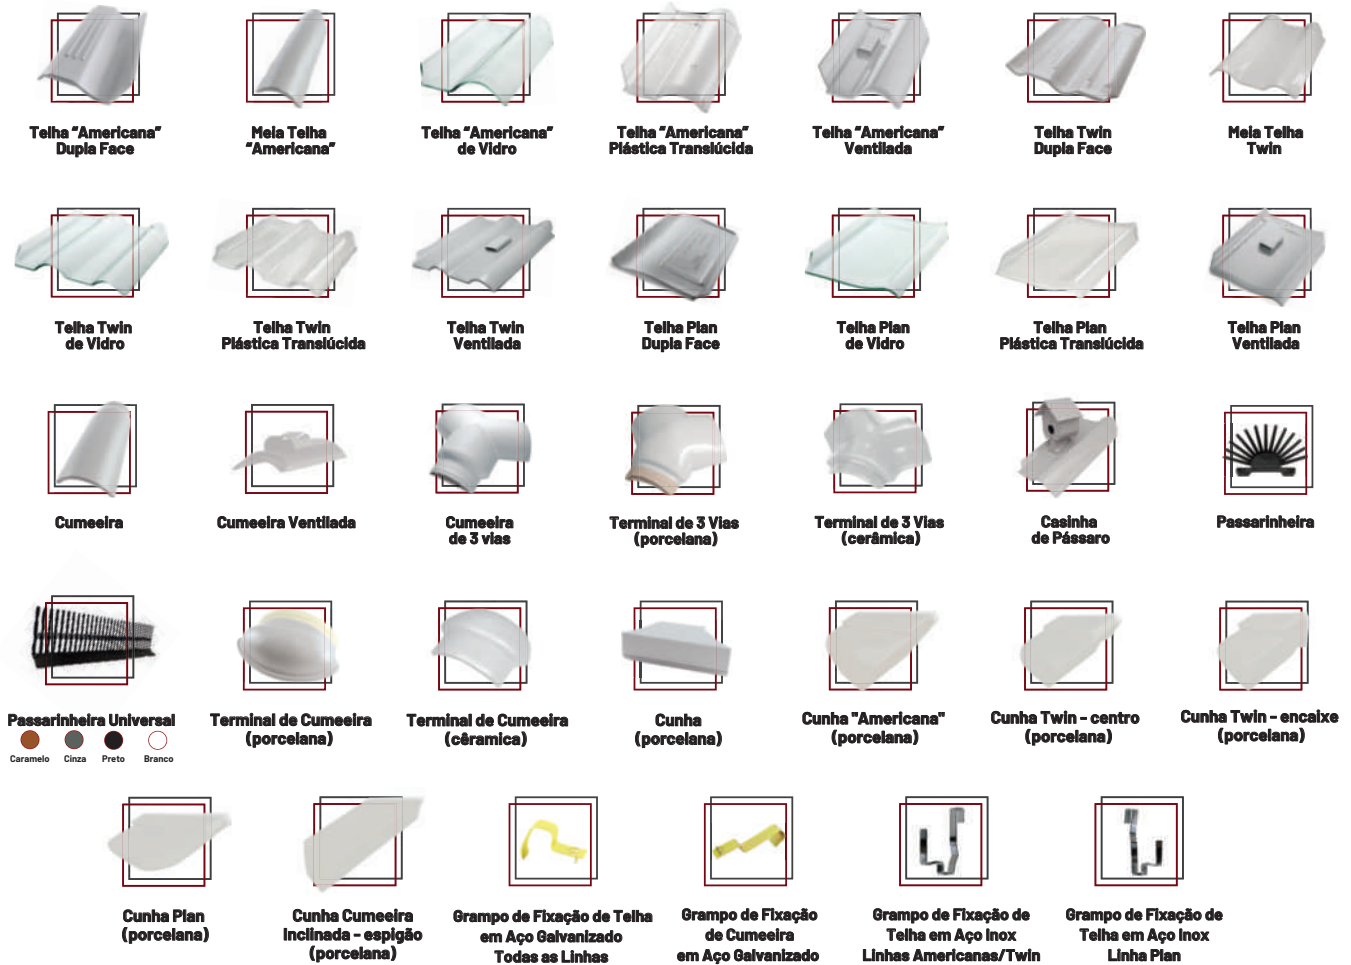 Telha “Americana”
Dupla Face
Meia Telha
“Americana”
Telha “Americana”
de Vidro
Telha “Americana”
Plástica Translúcida
Telha “Americana”
Ventilada
Telha Twin
Dupla Face
Meia Telha
Twin
Telha Twin
de Vidro
Telha Twin
Plástica Translúcida
Telha Twin
Ventilada
Telha Plan
Dupla Face
Telha Plan
de Vidro
Telha Plan
Plástica Translúcida
Telha Plan
Ventilada
Cumeeira
Cumeeira Ventilada
Cumeeira
de 3 vias
Terminal de 3 Vias
(porcelana)
Terminal de 3 Vias
(cerâmica)
Casinha
de Pássaro
Passarinheira
Passarinheira Universal
Caramelo
Cinza
Preto
Branco
Terminal de Cumeeira
(porcelana)
Terminal de Cumeeira
(cêramica)
Cunha
(porcelana)
Cunha "Americana"
(porcelana)
Cunha Twin - centro
(porcelana)
Cunha Twin - encaixe
(porcelana)
Cunha Plan
(porcelana)
Cunha Cumeeira
Inclinada - espigão
(porcelana)
Grampo de Fixação de Telha
em Aço Galvanizado
Todas as Linhas
Grampo de Fixação
de Cumeeira
em Aço Galvanizado
Grampo de Fixação de
Telha em Aço Inox
Linhas Americanas/Twin
Grampo de Fixação de
Telha em Aço Inox
Linha Plan